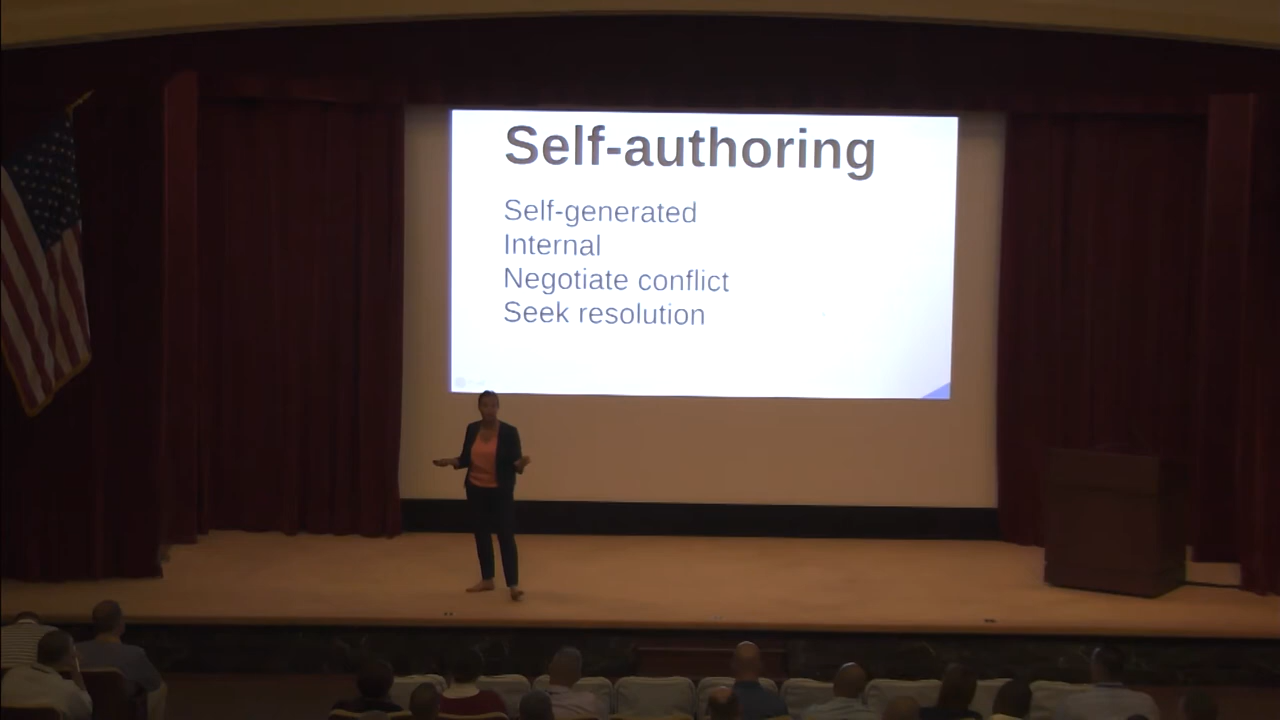 Self-authoring
Self-generated
Internal
Negotiate conflict
Seek resolution